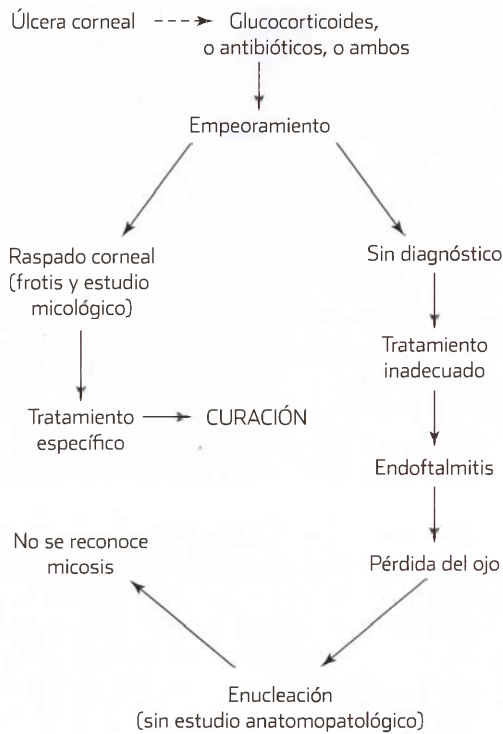 Úlcera corneal
Glucocorticoides,
o antibióticos, o ambos
Empeoramiento
Raspado corneal
(frotis y estudio
micológico)
Tratamiento
específico
CURACIÓN
Sin diagnóstico
Tratamiento
inadecuado
Endoftalmitis
Pérdida del ojo
Enucleación
(sin estudio anatomopatológico)
No se reconoce
micosis